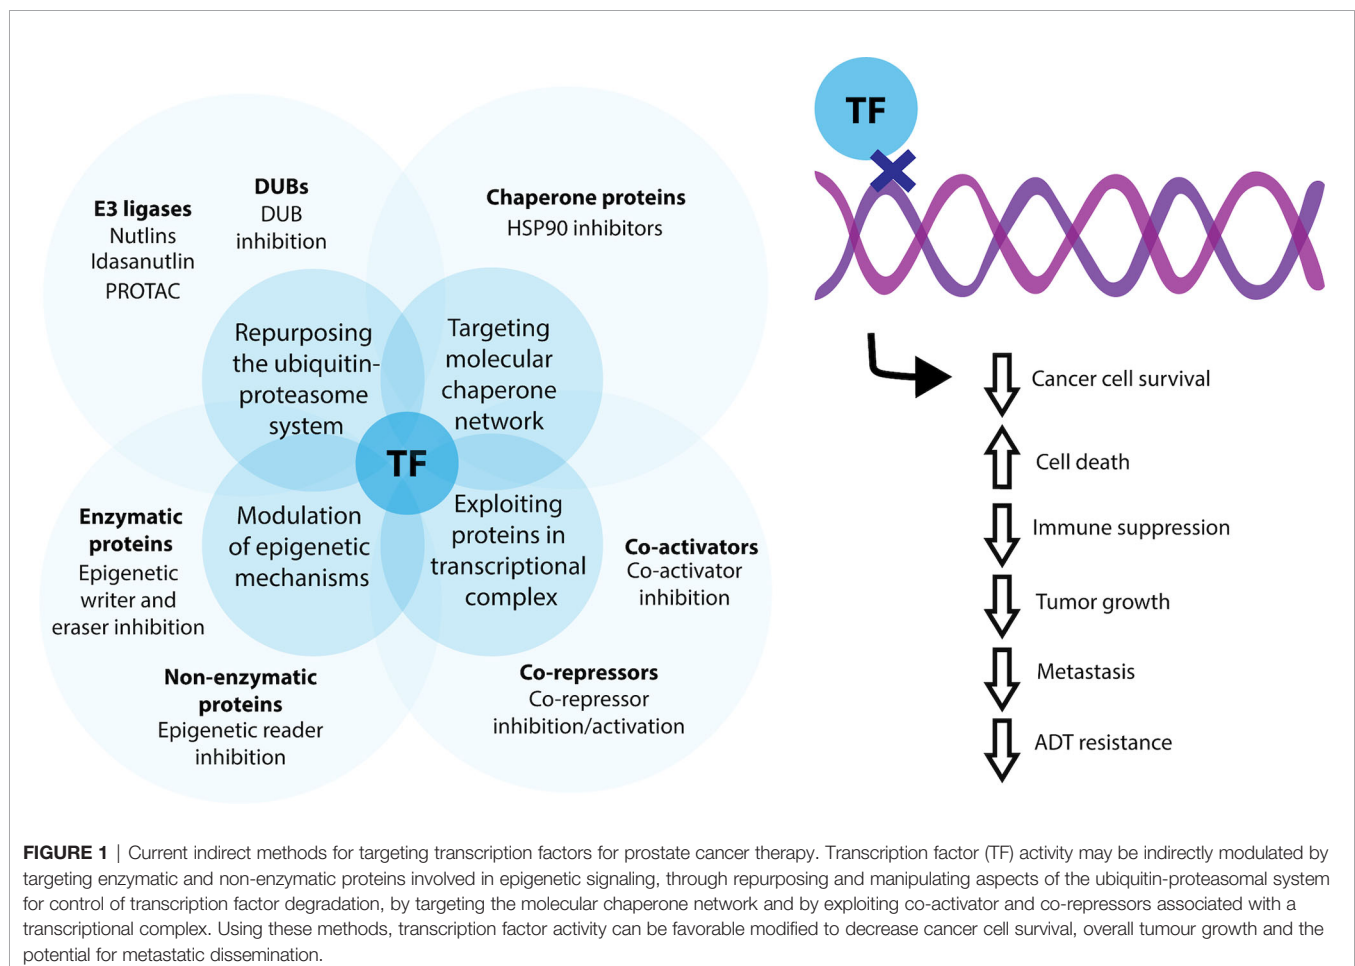 E3 ligases
Nutlins
Idasanutlin
PROTAC
DUBs
DUB
inhibition
Chaperone proteins
HSP90 inhibitors
Repurposing
the ubiquitin-
proteasome
system
Targeting
molecular
chaperone
network
TF
Modulation
of epigenetic
mechanisms
Exploiting
proteins in
transcriptional
complex
Enzymatic
proteins
Epigenetic
writer and
eraser inhibition
Non-enzymatic
proteins
Epigenetic reader
inhibition
Co-activators
Co-activator
inhibition
Co-repressors
Co-repressor
inhibition/activation
TF
Cancer cell survival
Cell death
Immune suppression
Tumor growth
Metastasis
ADT resistance
FIGURE 1 | Current indirect methods for targeting transcription factors for prostate cancer therapy. Transcription factor (TF) activity may be indirectly modulated by
targeting enzymatic and non-enzymatic proteins involved in epigenetic signaling, through repurposing and manipulating aspects of the ubiquitin-proteasomal system
for control of transcription factor degradation, by targeting the molecular chaperone network and by exploiting co-activator and co-repressors associated with a
transcriptional complex. Using these methods, transcription factor activity can be favorable modified to decrease cancer cell survival, overall tumour growth and the
potential for metastatic dissemination.